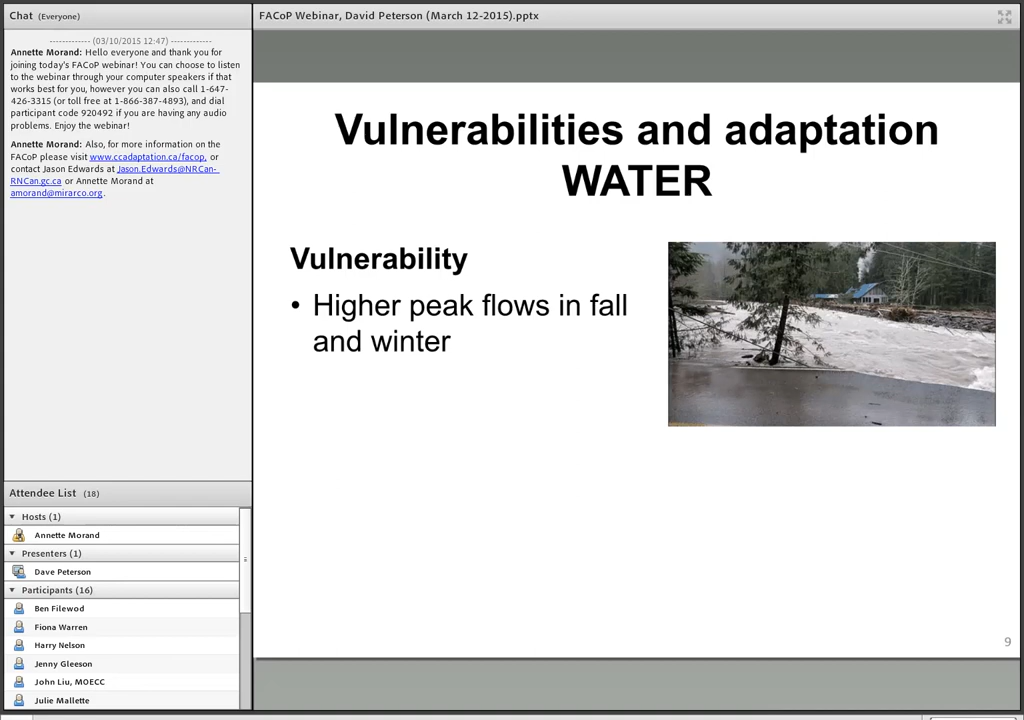 Chat (Everyone)
------------- (03/10/2015 12:47) -------------
Annette Morand: Hello everyone and thank you for
joining today's FACoP webinar! You can choose to listen
to the webinar through your computer speakers if that
works best for you, however you can also call 1-647-
426-3315 (or toll free at 1-866-387-4893), and dial
participant code 920492 if you are having any audio
problems. Enjoy the webinar!
Annette Morand: Also, for more information on the
FACoP please visit www.ccadaptation.ca/facop, or
contact Jason Edwards at Jason.Edwards@NRCan-
RNCan.gc.ca or Annette Morand at
amorand@mirarco.org.
Attendee List (18)
Hosts (1)
Annette Morand
Presenters (1)
Dave Peterson
Participants (16)
Ben Filewod
Fiona Warren
Harry Nelson
Jenny Gleeson
John Liu, MOECC
Julie Mallette
FACoP Webinar, David Peterson (March 12-2015).pptx
Vulnerabilities and adaptation
WATER
Vulnerability
• Higher peak flows in fall
and winter
9